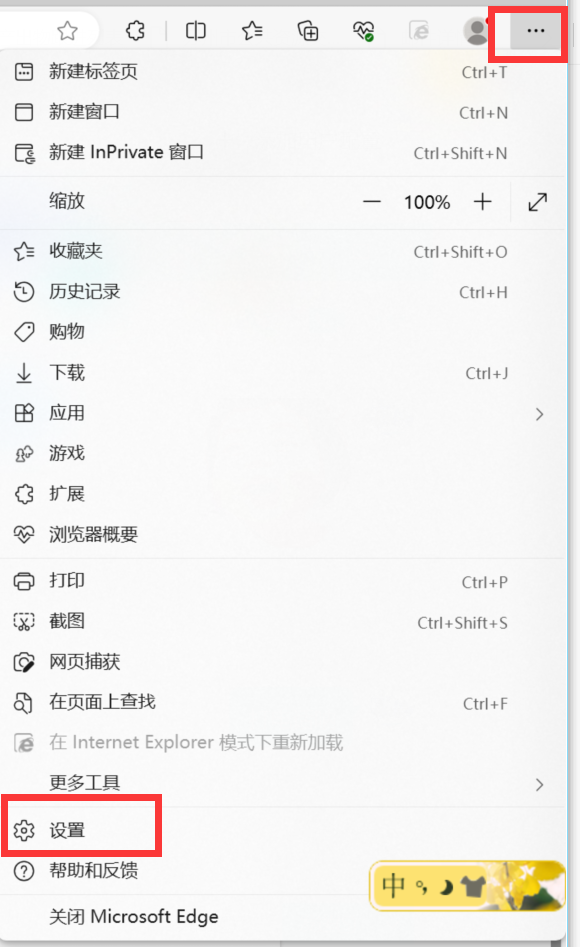 新建标签页 Ctrl+T
新建窗口 Ctrl+N
新建 InPrivate 窗口 Ctrl+Shift+N
缩放 — 100% +
收藏夹 Ctrl+Shift+O
历史记录 Ctrl+H
购物
下载 Ctrl+J
应用
游戏
扩展
浏览器概要
打印 Ctrl+P
截图 Ctrl+Shift+S
网页捕获
在页面上查找 Ctrl+F
在 Internet Explorer 模式下重新加载
更多工具
设置
帮助和反馈
中 °,
关闭 Microsoft Edge